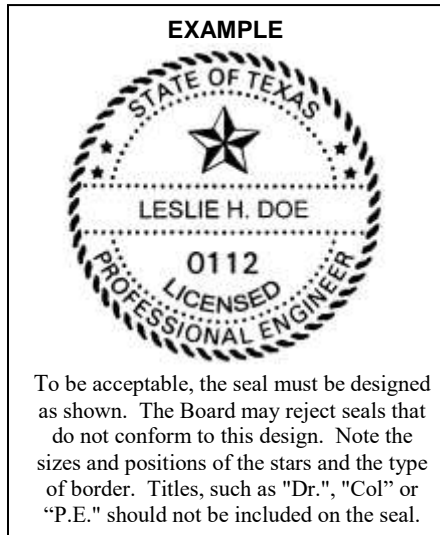 EXAMPLE
STATE OF TEXAS
LESLIE H. DOE
0112
LICENSED
PROFESSIONAL ENGINEER
To be acceptable, the seal must be designed
as shown.  The Board may reject seals that
do not conform to this design.  Note the
sizes and positions of the stars and the type
of border.  Titles, such as "Dr.", "Col” or
“P.E." should not be included on the seal.